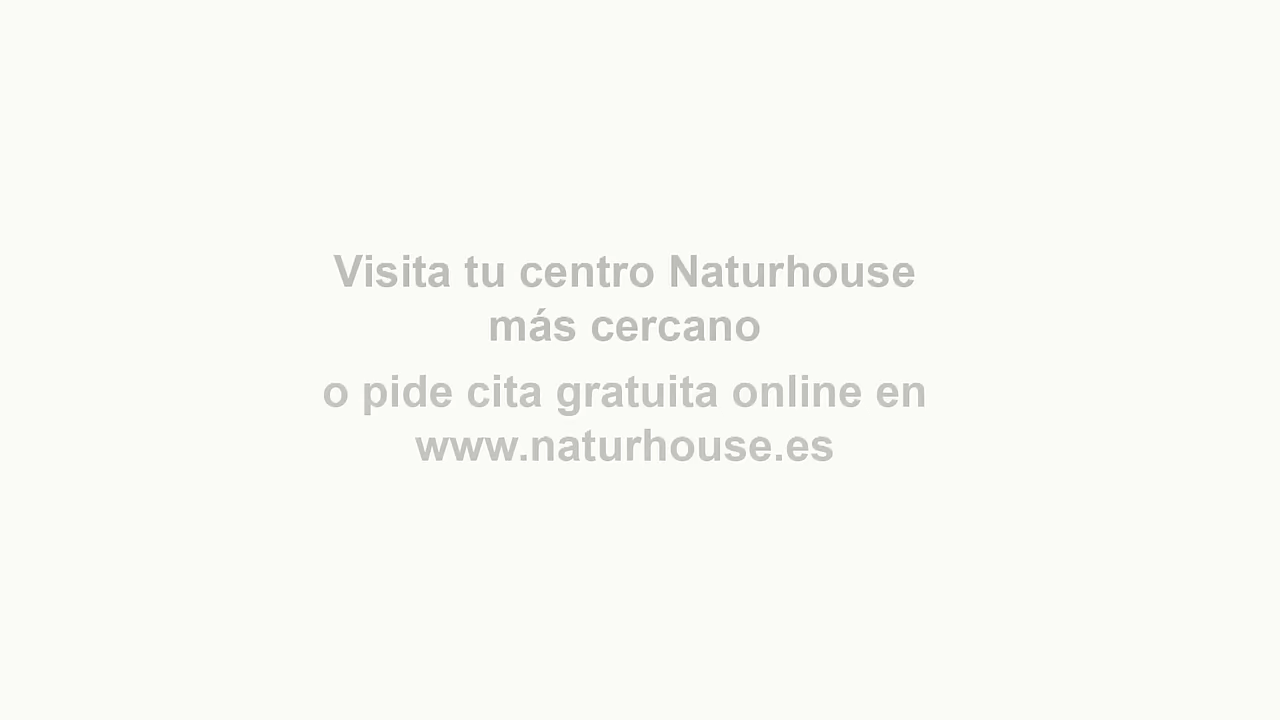 Visita tu centro Naturhouse
más cercano
o pide cita gratuita online en
www.naturhouse.es